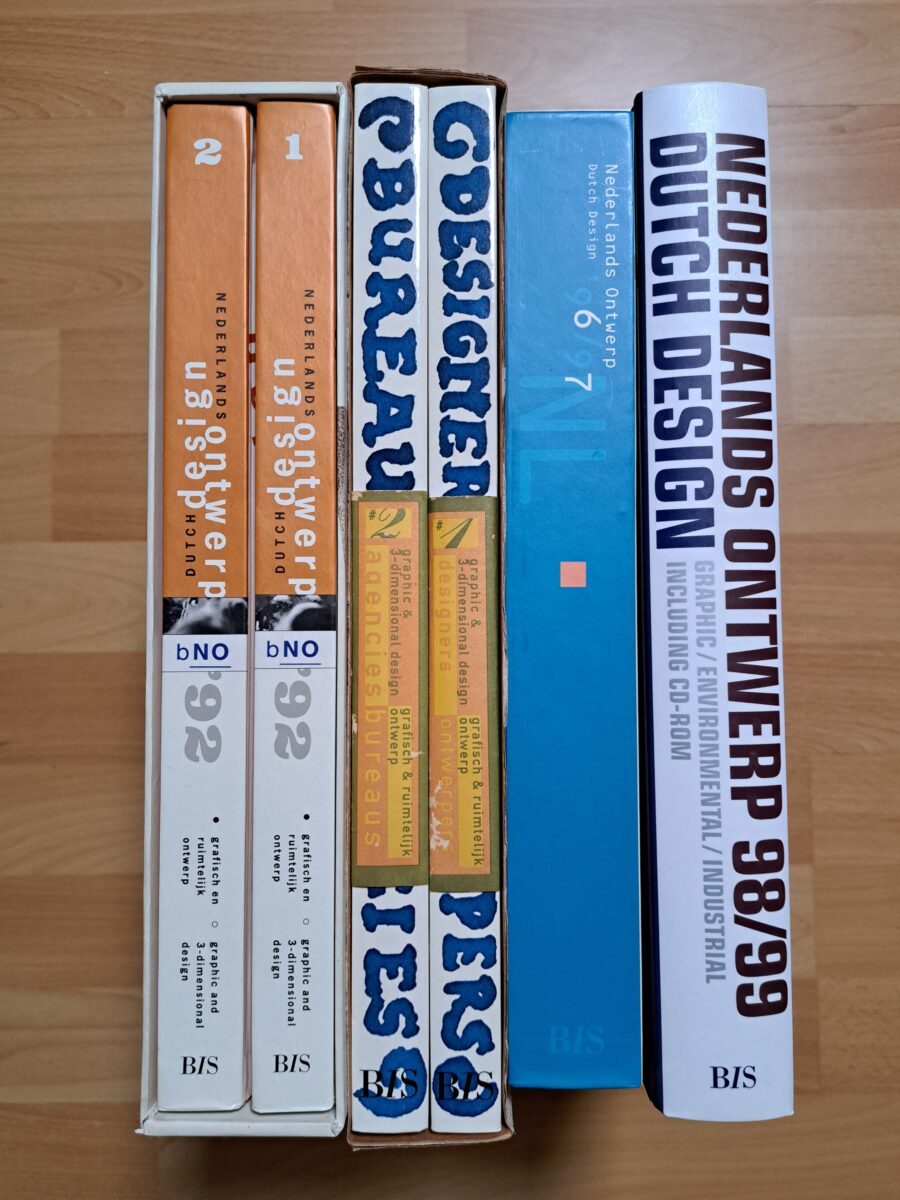 2
NEDERLANDS
ontwerp
design
DUTCH
bNO
'92
• grafisch en
ruimtelijk
ontwerp
○ graphic and
3-dimensional
design
BIS
1
NEDERLANDS
ontwerp
design
DUTCH
bNO
'92
• grafisch en
ruimtelijk
ontwerp
○ graphic and
3-dimensional
design
BIS
BUREAU
#2
graphic &
3-dimensional design
grafisch & ruimtelijk
ontwerp
agencies bureaus
IES
BIS
DESIGNER
#1
graphic &
3-dimensional design
grafisch & ruimtelijk
ontwerp
designers ontwerper
PERS
BIS
Nederlands Ontwerp
Dutch Design
96/97
NL
BIS
NEDERLANDS ONTWERP 98/99
DUTCH DESIGN
GRAPHIC / ENVIRONMENTAL / INDUSTRIAL
INCLUDING CD-ROM
BIS